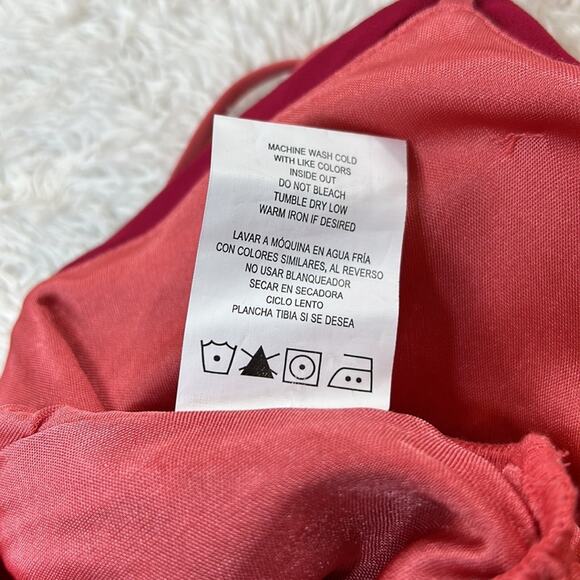 MACHINE WASH COLD
WITH LIKE COLORS
INSIDE OUT
DO NOT BLEACH
TUMBLE DRY LOW
WARM IRON IF DESIRED
LAVAR A MÓQUINA EN AGUA FRÍA
CON COLORES SIMILARES, AL REVERSO
NO USAR BLANQUEADOR
SECAR EN SECADORA
CICLO LENTO
PLANCHA TIBIA SI SE DESEA